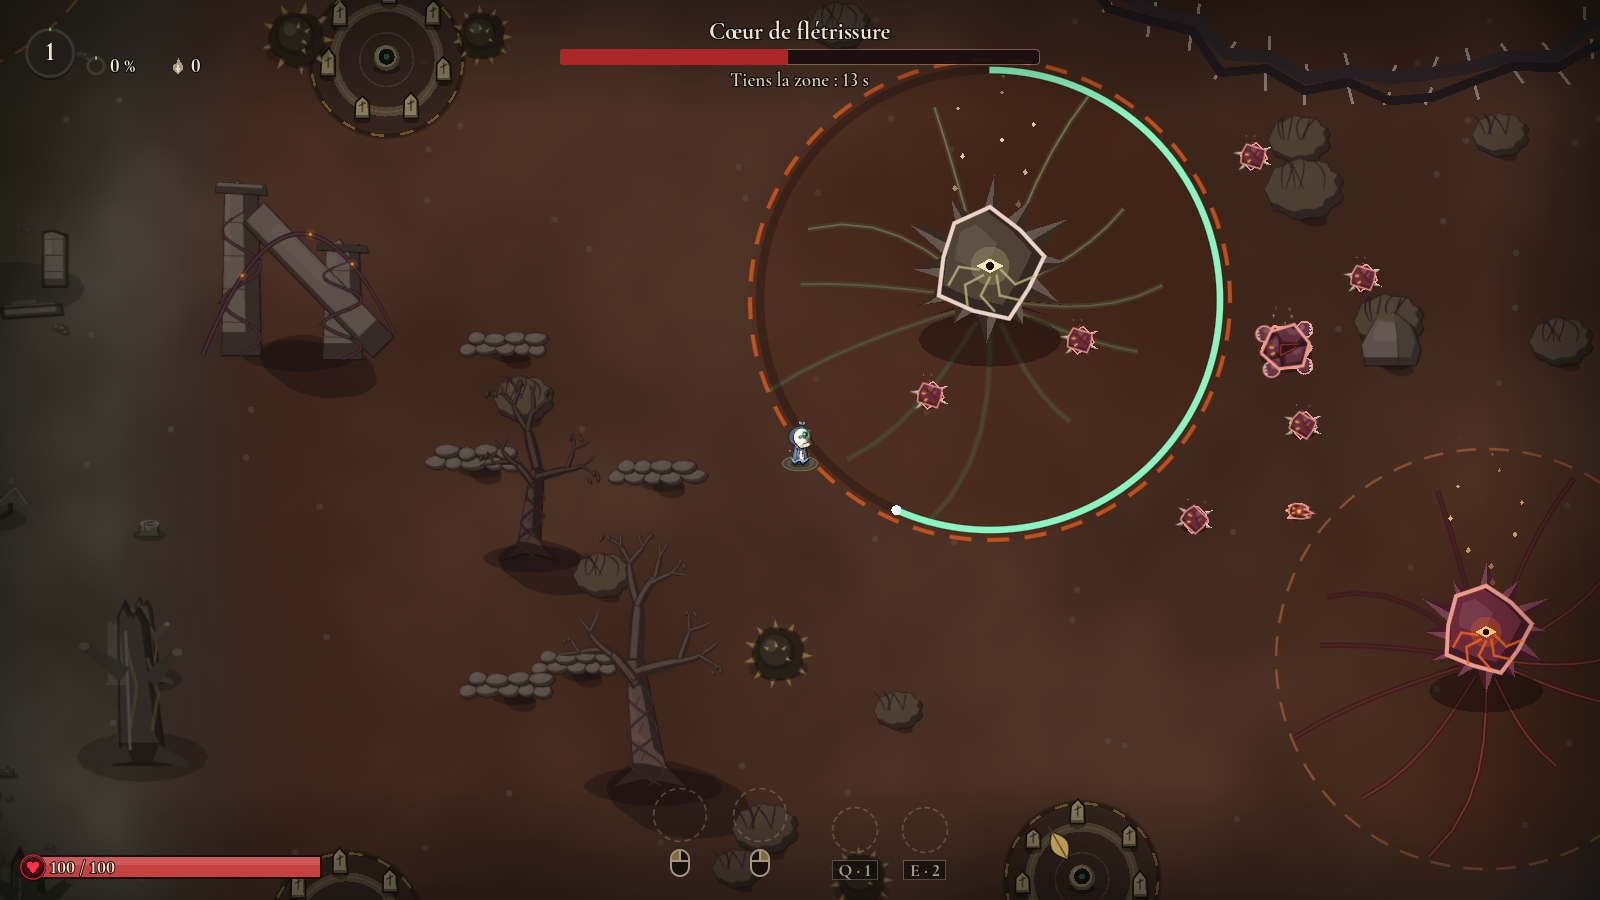 Cœur de flétrissure
1
0 %
0
Tiens la zone : 13 s
100 / 100
Q · 1
E · 2